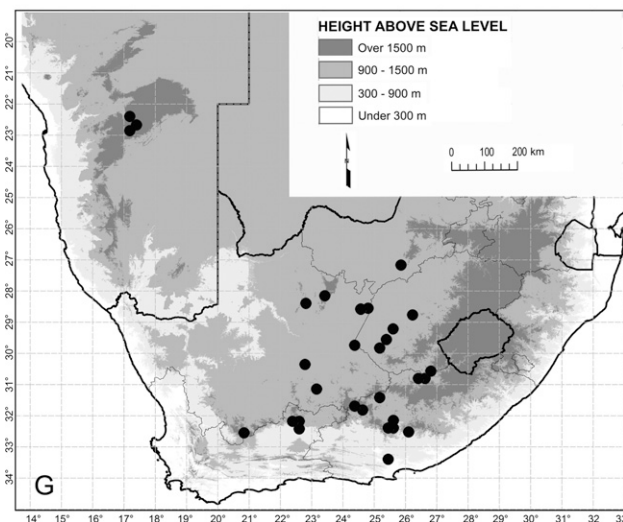 HEIGHT ABOVE SEA LEVEL
Over 1500 m
900 - 1500 m
300 - 900 m
Under 300 m
N
0 100 200 km
20°
21°
22°
23°
24°
25°
26°
27°
28°
29°
30°
31°
32°
33°
34°
G
14° 15° 16° 17° 18° 19° 20° 21° 22° 23° 24° 25° 26° 27° 28° 29° 30° 31° 32° 33°